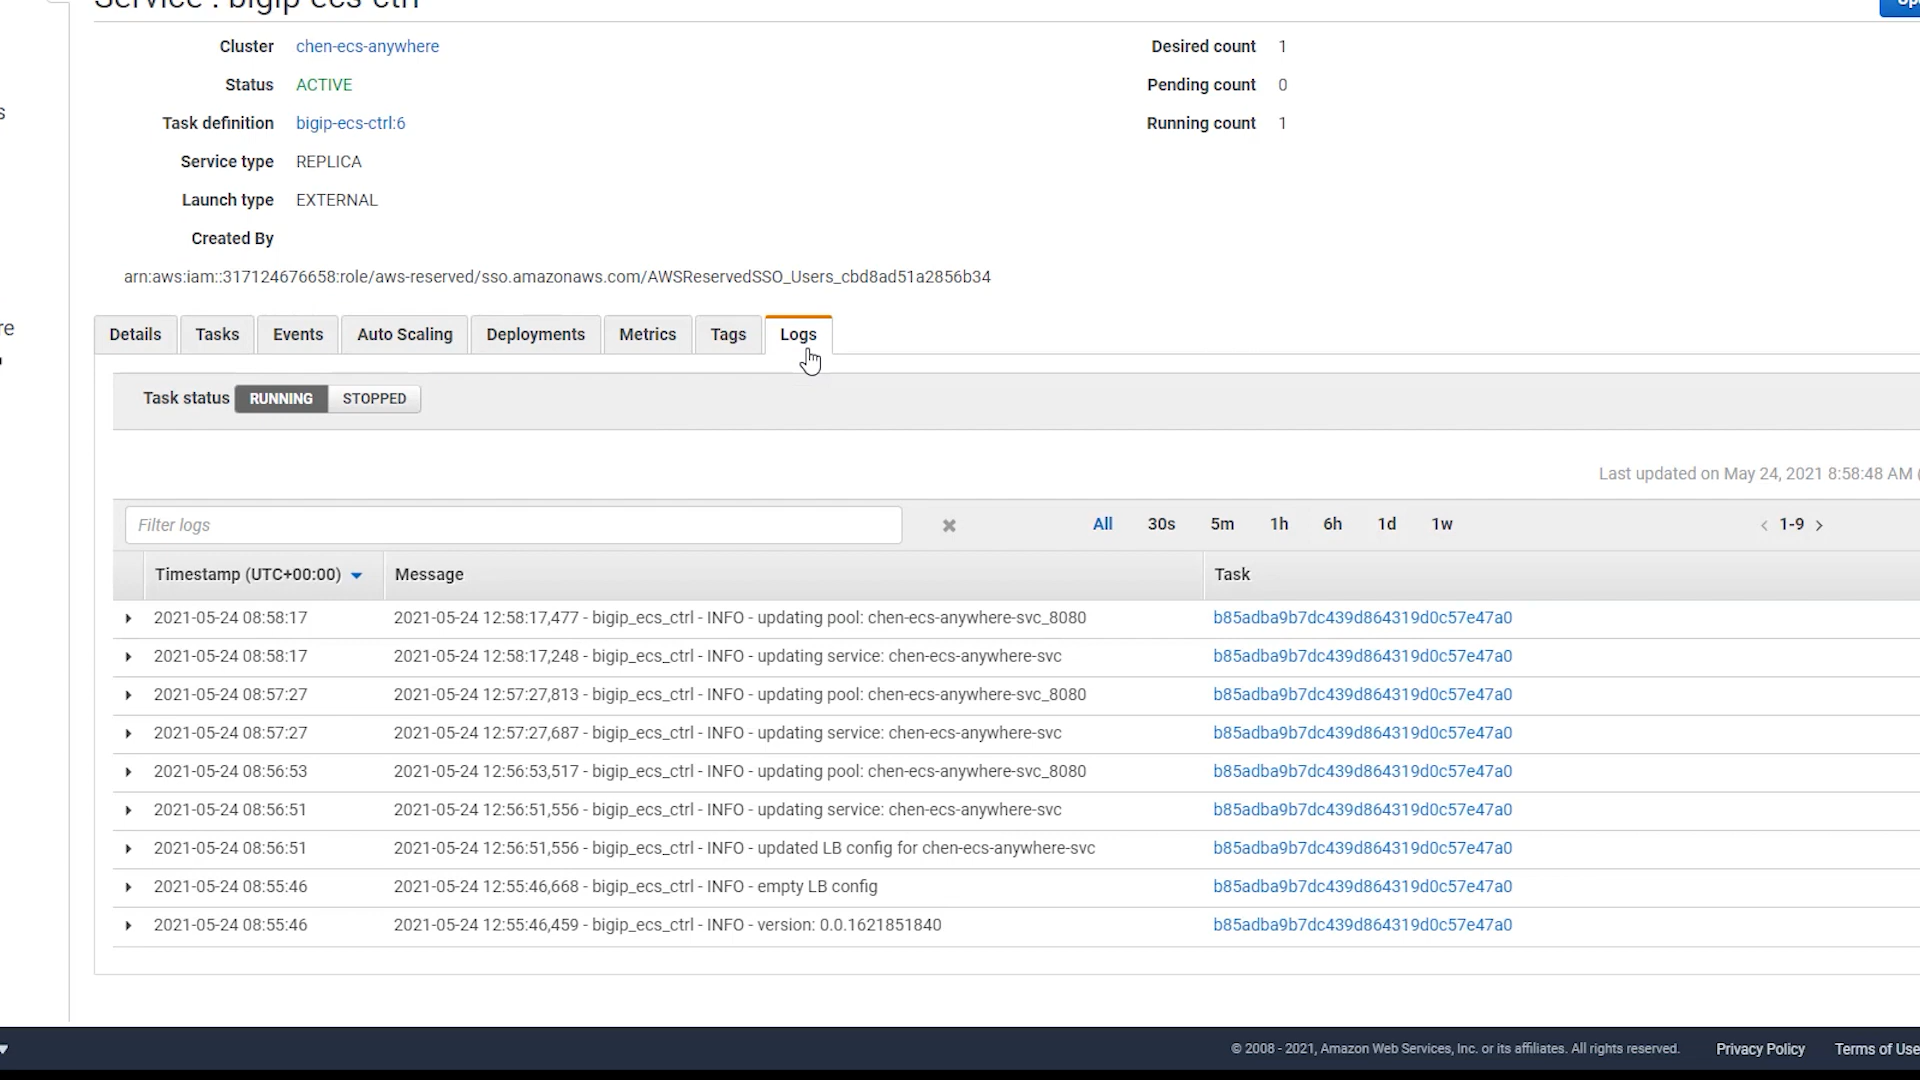 Service : bigip-ecs-ctrl
Cluster chen-ecs-anywhere Desired count 1
Status ACTIVE Pending count 0
Task definition bigip-ecs-ctrl:6 Running count 1
Service type REPLICA
Launch type EXTERNAL
Created By
arn:aws:iam::317124676658:role/aws-reserved/sso.amazonaws.com/AWSReservedSSO_Users_cbd8ad51a2856b34
Details Tasks Events Auto Scaling Deployments Metrics Tags Logs
Task status RUNNING STOPPED
Last updated on May 24, 2021 8:58:48 AM (
Filter logs All 30s 5m 1h 6h 1d 1w < 1-9 >
Timestamp (UTC+00:00) Message Task
2021-05-24 08:58:17 2021-05-24 12:58:17,477 - bigip_ecs_ctrl - INFO - updating pool: chen-ecs-anywhere-svc_8080 b85adba9b7dc439d864319d0c57e47a0
2021-05-24 08:58:17 2021-05-24 12:58:17,248 - bigip_ecs_ctrl - INFO - updating service: chen-ecs-anywhere-svc b85adba9b7dc439d864319d0c57e47a0
2021-05-24 08:57:27 2021-05-24 12:57:27,813 - bigip_ecs_ctrl - INFO - updating pool: chen-ecs-anywhere-svc_8080 b85adba9b7dc439d864319d0c57e47a0
2021-05-24 08:57:27 2021-05-24 12:57:27,687 - bigip_ecs_ctrl - INFO - updating service: chen-ecs-anywhere-svc b85adba9b7dc439d864319d0c57e47a0
2021-05-24 08:56:53 2021-05-24 12:56:53,517 - bigip_ecs_ctrl - INFO - updating pool: chen-ecs-anywhere-svc_8080 b85adba9b7dc439d864319d0c57e47a0
2021-05-24 08:56:51 2021-05-24 12:56:51,556 - bigip_ecs_ctrl - INFO - updating service: chen-ecs-anywhere-svc b85adba9b7dc439d864319d0c57e47a0
2021-05-24 08:56:51 2021-05-24 12:56:51,556 - bigip_ecs_ctrl - INFO - updated LB config for chen-ecs-anywhere-svc b85adba9b7dc439d864319d0c57e47a0
2021-05-24 08:55:46 2021-05-24 12:55:46,668 - bigip_ecs_ctrl - INFO - empty LB config b85adba9b7dc439d864319d0c57e47a0
2021-05-24 08:55:46 2021-05-24 12:55:46,459 - bigip_ecs_ctrl - INFO - version: 0.0.1621851840 b85adba9b7dc439d864319d0c57e47a0
© 2008 - 2021, Amazon Web Services, Inc. or its affiliates. All rights reserved. Privacy Policy Terms of Use